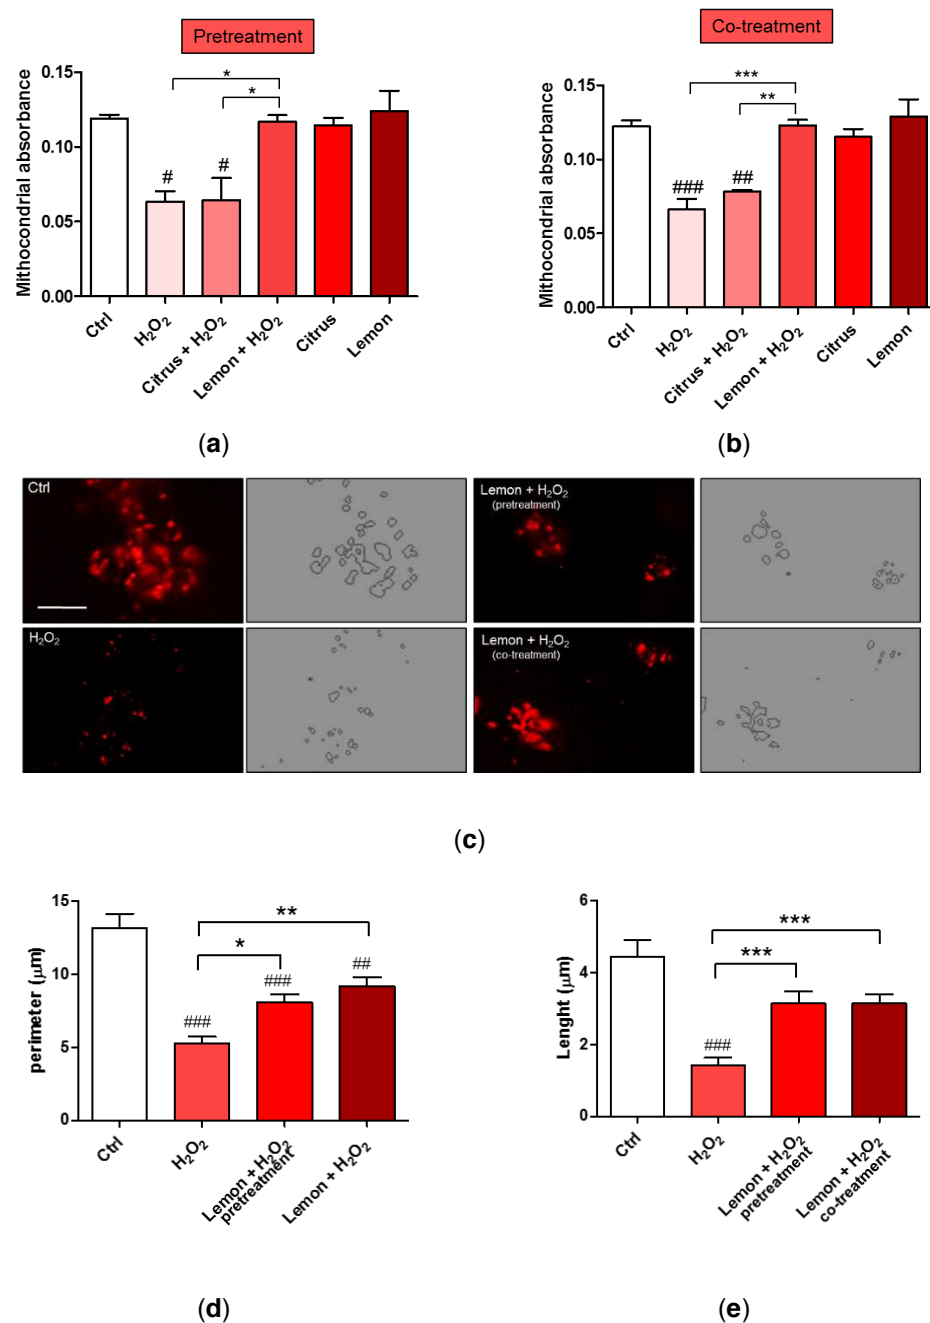 Pretreatment
Mithocondrial absorbance
0.15
0.10
0.05
0.00
*
*
#
#
Ctrl
H₂O₂
Citrus + H₂O₂
Lemon + H₂O₂
Citrus
Lemon
(a)
Co-treatment
Mithocondrial absorbance
0.15
0.10
0.05
0.00
***
**
###
##
Ctrl
H₂O₂
Citrus + H₂O₂
Lemon + H₂O₂
Citrus
Lemon
(b)
Ctrl
Lemon + H₂O₂
(pretreatment)
H₂O₂
Lemon + H₂O₂
(co-treatment)
(c)
perimeter (μm)
15
10
5
0
**
*
###
###
##
Ctrl
H₂O₂
Lemon + H₂O₂
pretreatment
Lemon + H₂O₂
(d)
Lenght (μm)
6
4
2
0
***
***
###
Ctrl
H₂O₂
Lemon + H₂O₂
pretreatment
Lemon + H₂O₂
co-treatment
(e)